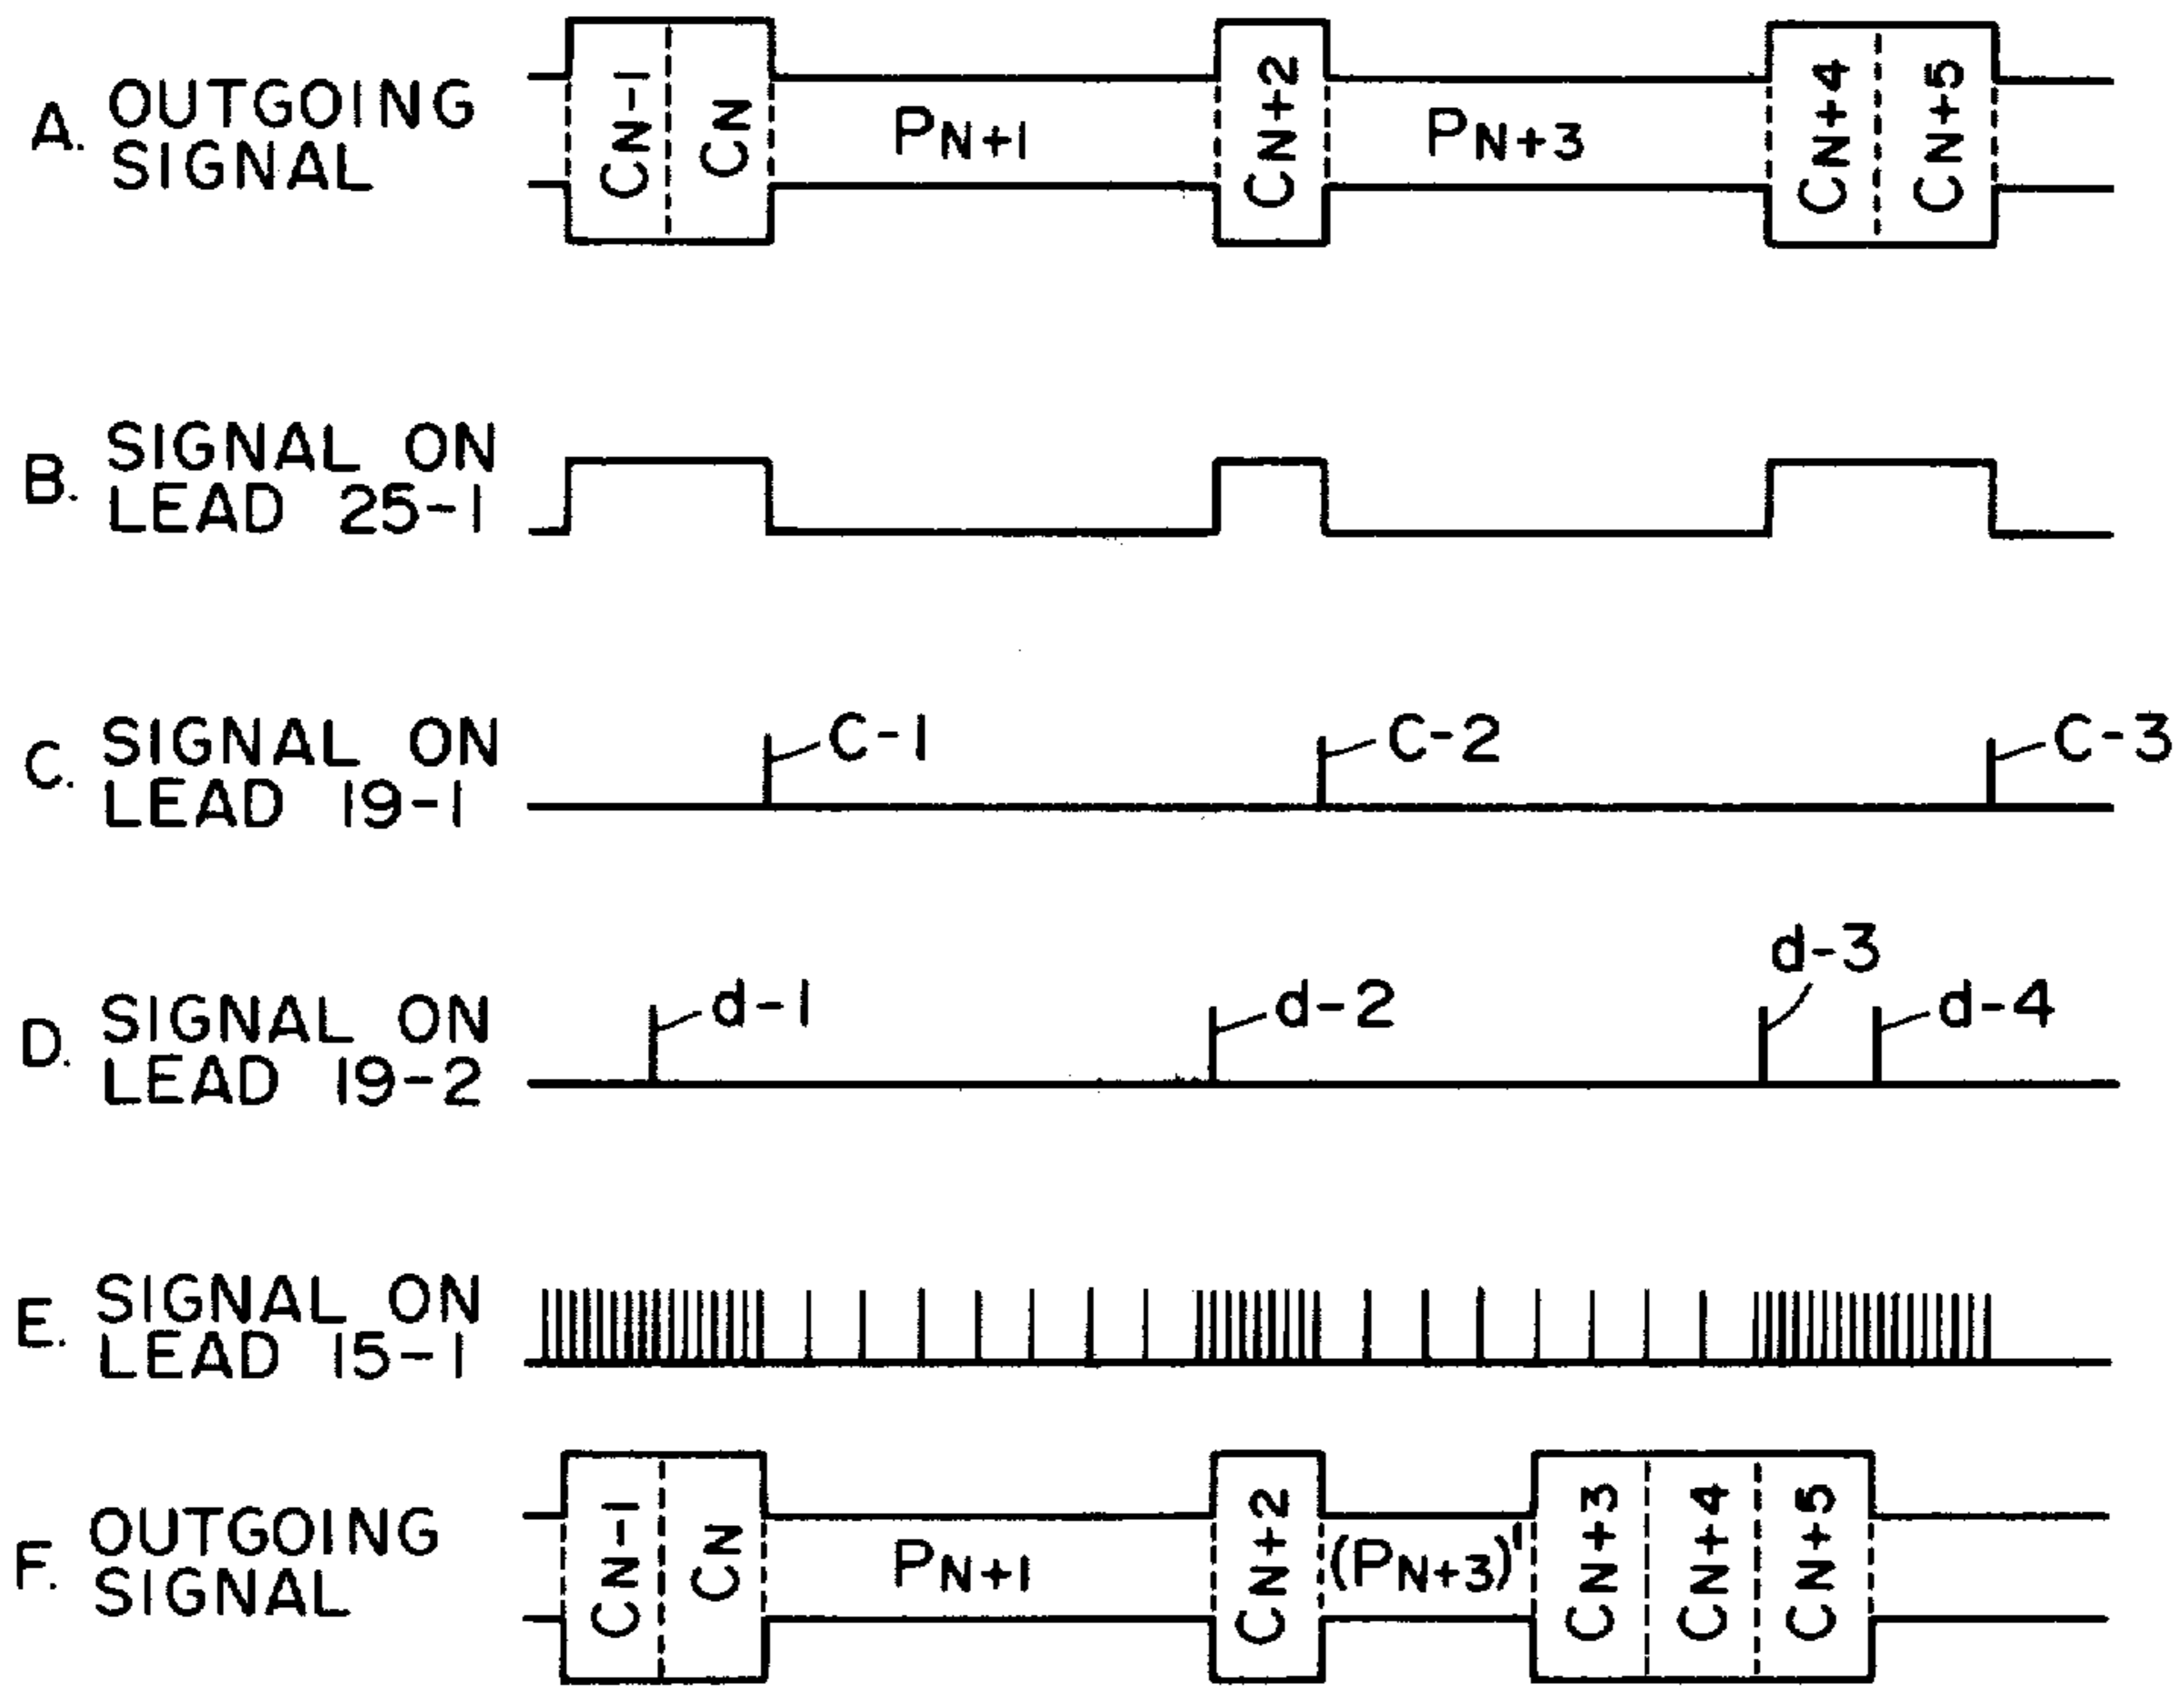 A. OUTGOING
SIGNAL
CN-1
CN
PN+1
CN+2
PN+3
CN+4
CN+5
B. SIGNAL ON
LEAD 25-1
C. SIGNAL ON
LEAD 19-1
C-1
C-2
C-3
D. SIGNAL ON
LEAD 19-2
d-1
d-2
d-3
d-4
E. SIGNAL ON
LEAD 15-1
F. OUTGOING
SIGNAL
CN-1
CN
PN+1
CN+2
(PN+3)'
CN+3
CN+4
CN+5